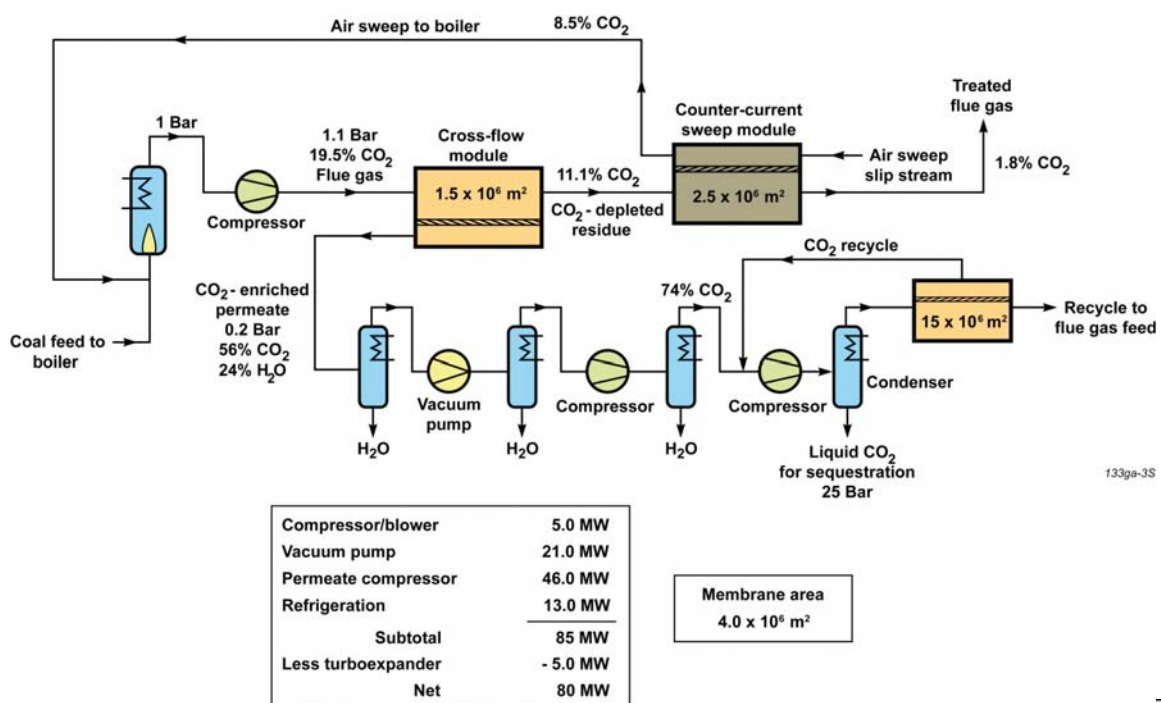 Air sweep to boiler
8.5% CO2
Treated
flue gas
Counter-current
sweep module
1 Bar
1.1 Bar
19.5% CO2
Flue gas
Cross-flow
module
Air sweep
slip stream
1.8% CO2
11.1% CO2
1.5 x 10⁶ m²
2.5 x 10⁶ m²
CO2 - depleted
residue
Compressor
CO2 recycle
CO2 - enriched
permeate
0.2 Bar
56% CO2
24% H2O
74% CO2
15 x 10⁶ m²
Recycle to
flue gas feed
Coal feed to
boiler
Vacuum
pump
Compressor
Compressor
Condenser
H2O
H2O
H2O
Liquid CO2
for sequestration
25 Bar
133ga-3S
Compressor/blower 5.0 MW
Vacuum pump 21.0 MW
Permeate compressor 46.0 MW
Refrigeration 13.0 MW
Subtotal 85 MW
Less turboexpander - 5.0 MW
Net 80 MW
Membrane area
4.0 x 10⁶ m²